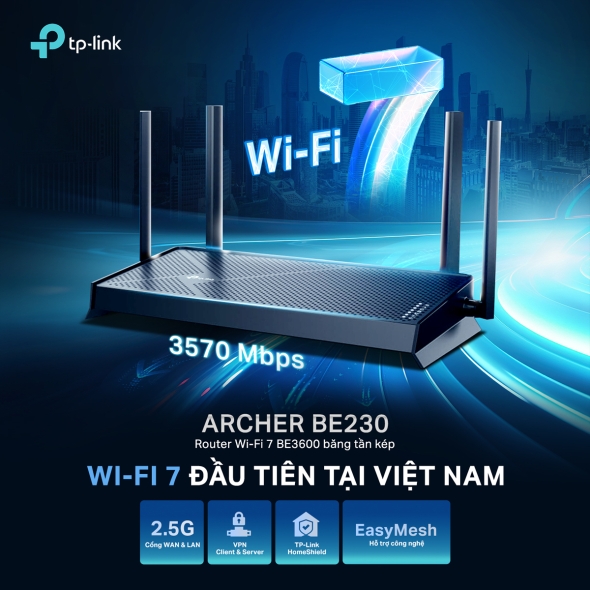 tp-link
Wi-Fi 7
3570 Mbps
ARCHER BE230
Router Wi-Fi 7 BE3600 băng tần kép
WI-FI 7 ĐẦU TIÊN TẠI VIỆT NAM
2.5G
Cổng WAN & LAN
VPN
Client & Server
TP-Link
HomeShield
EasyMesh
Hỗ trợ công nghệ